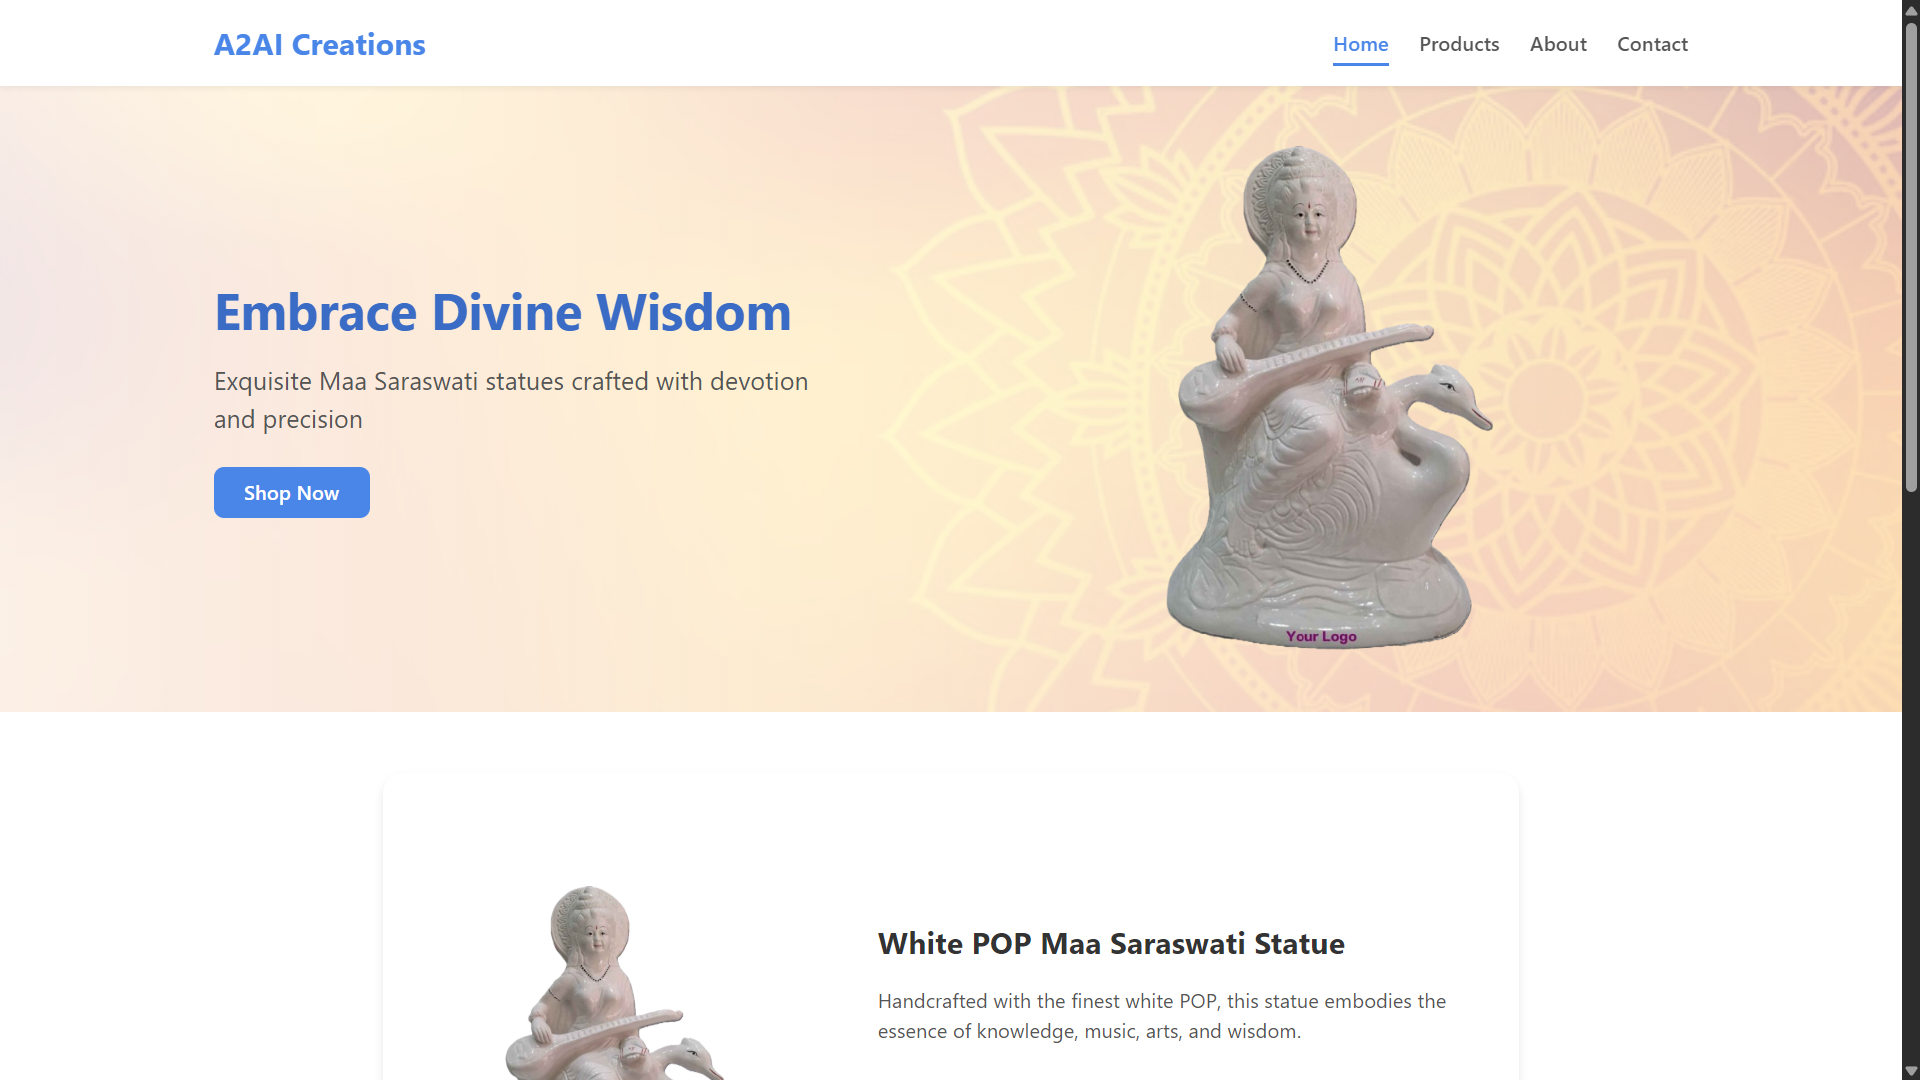 A2AI Creations
Home
Products
About
Contact
Embrace Divine Wisdom
Exquisite Maa Saraswati statues crafted with devotion
and precision
Shop Now
Your Logo
White POP Maa Saraswati Statue
Handcrafted with the finest white POP, this statue embodies the
essence of knowledge, music, arts, and wisdom.